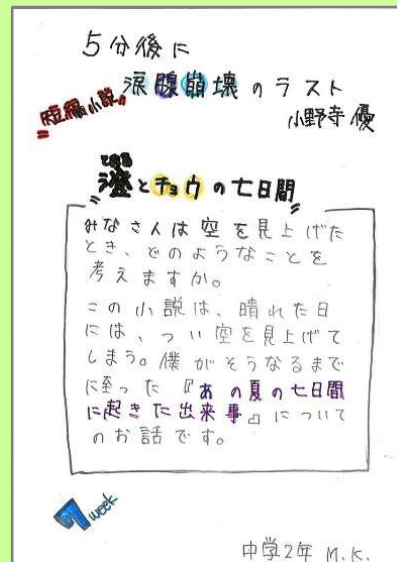 5分後に
涙腺崩壊のラスト
"短編小説"
小野寺優
とおる
澄とチョウの七日間
みなさんは空を見上げた
とき、どのようなことを
考えますか。
この小説は、晴れた日
には、つい空を見上げて
しまう。僕がそうなるまで
に至った『あの夏の七日間
に起きた出来事』について
のお話です。
7 week
中学2年 M.K.